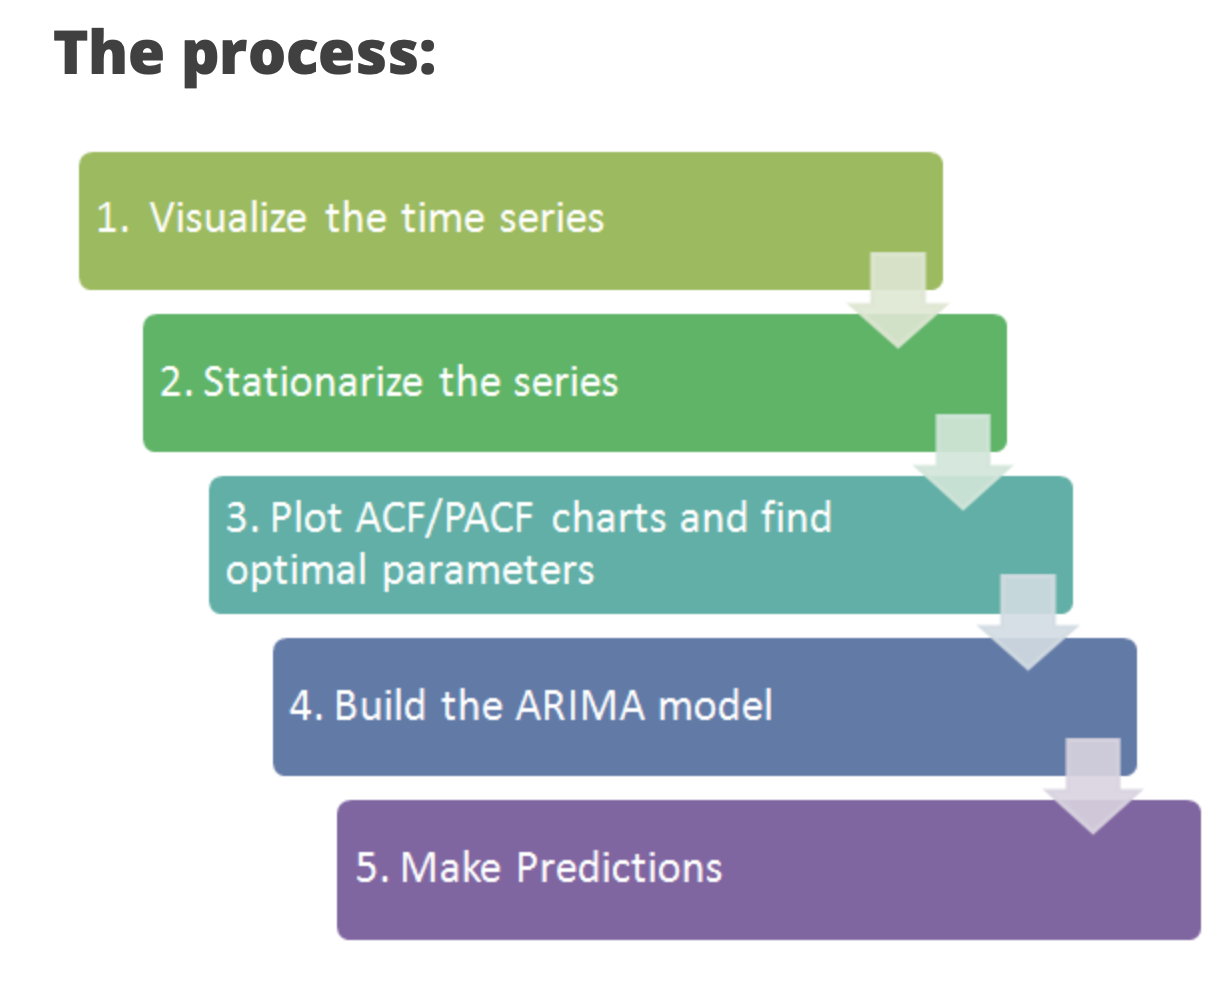 The process:
1. Visualize the time series
2. Stationarize the series
3. Plot ACF/PACF charts and find
optimal parameters
4. Build the ARIMA model
5. Make Predictions